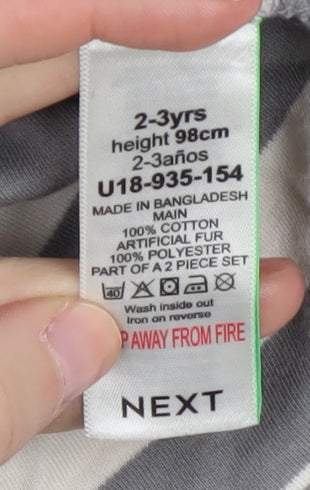 2-3yrs
height 98cm
2-3años
U18-935-154
MADE IN BANGLADESH
MAIN
100% COTTON
ARTIFICIAL FUR
100% POLYESTER
PART OF A 2 PIECE SET
40
Wash inside out
Iron on reverse
AWAY FROM FIRE
NEXT